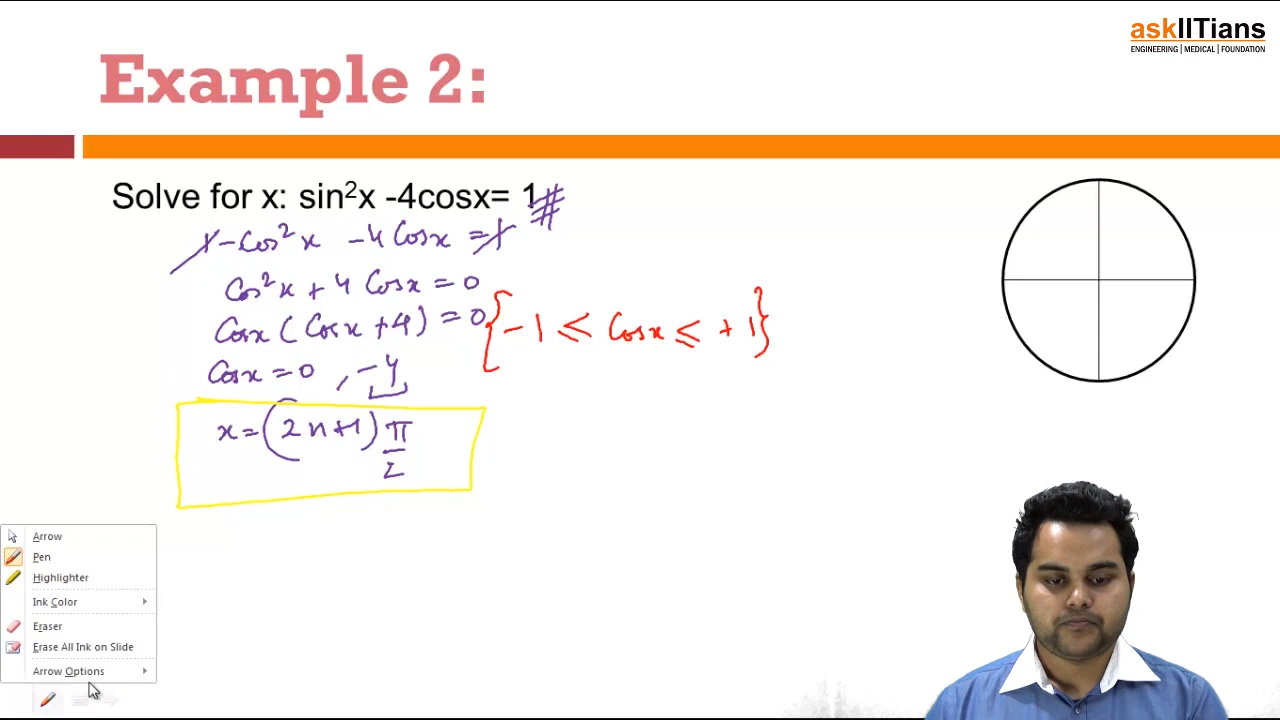 askIITians
ENGINEERING | MEDICAL | FOUNDATION
Example 2:
Solve for x: sin²x -4cosx= 1#
1-Cos²x -4Cosx=1
Cos²x+4Cosx=0
Cosx(Cosx+4)=0
{-1≤Cosx≤+1}
Cosx=0, -4
x=(2n+1)π/2
Arrow
Pen
Highlighter
Ink Color
Eraser
Erase All Ink on Slide
Arrow Options